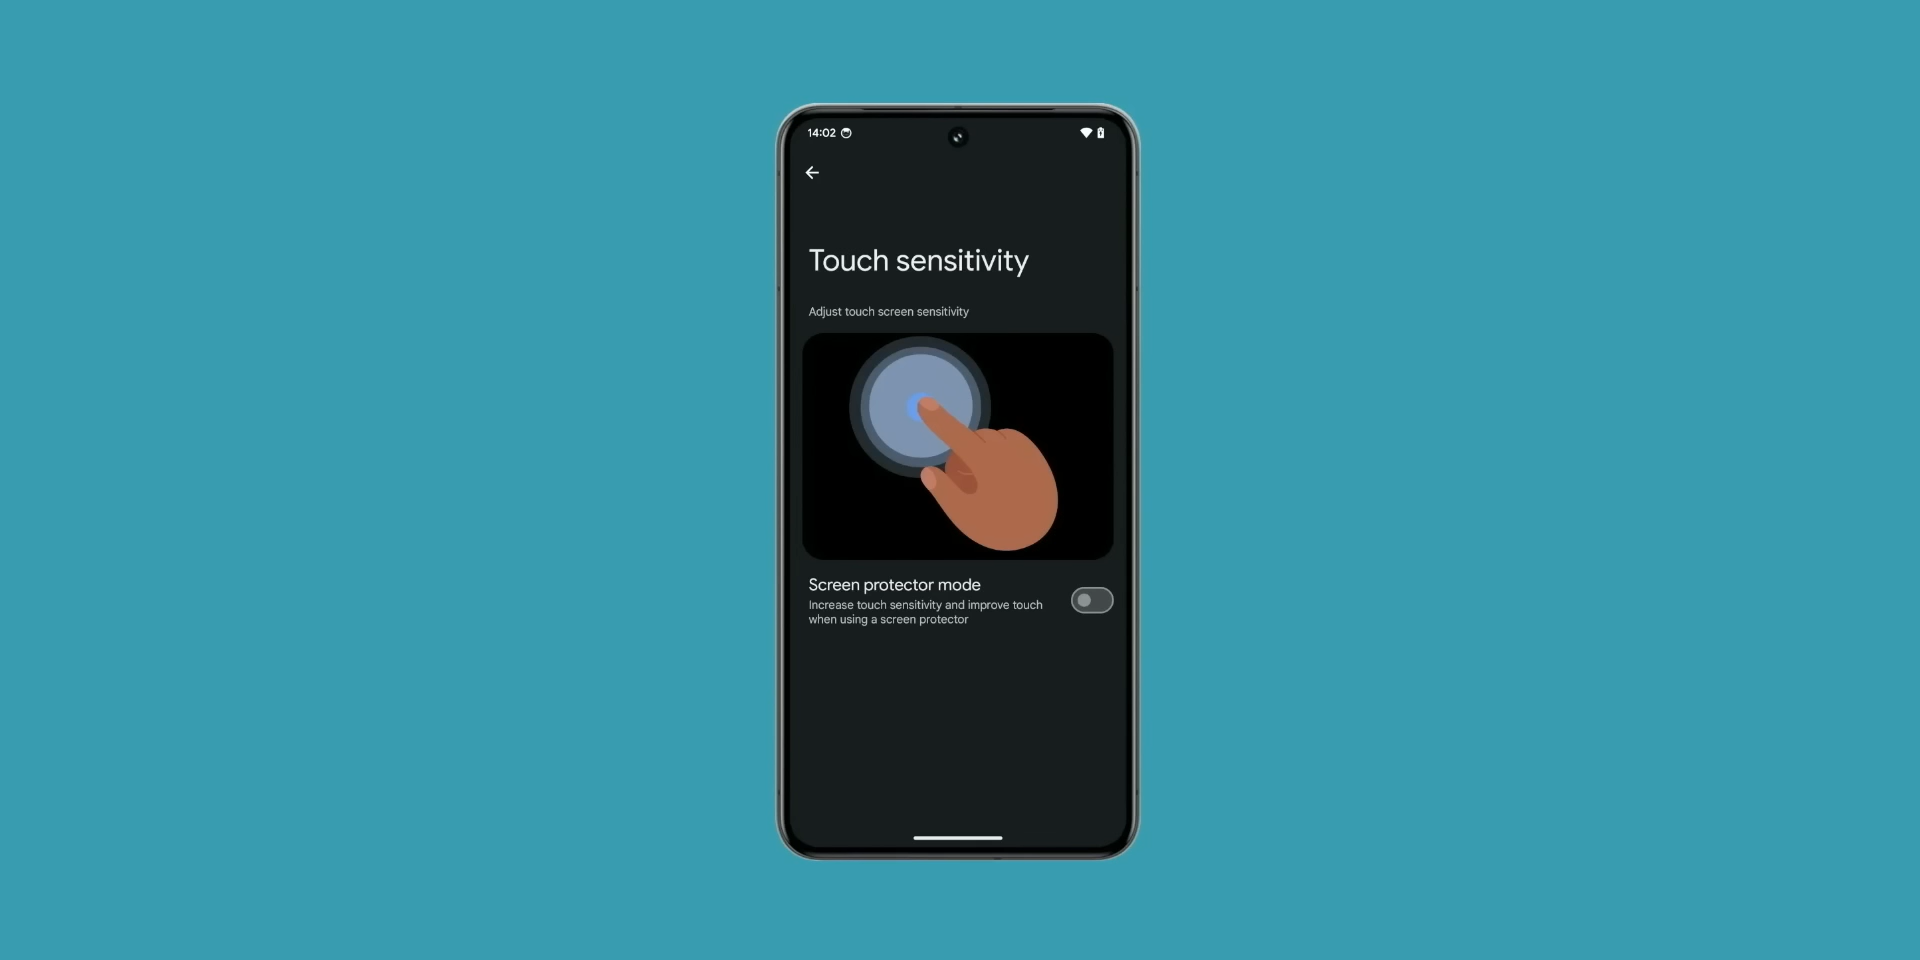 14:02
Touch sensitivity
Adjust touch screen sensitivity
Screen protector mode
Increase touch sensitivity and improve touch
when using a screen protector